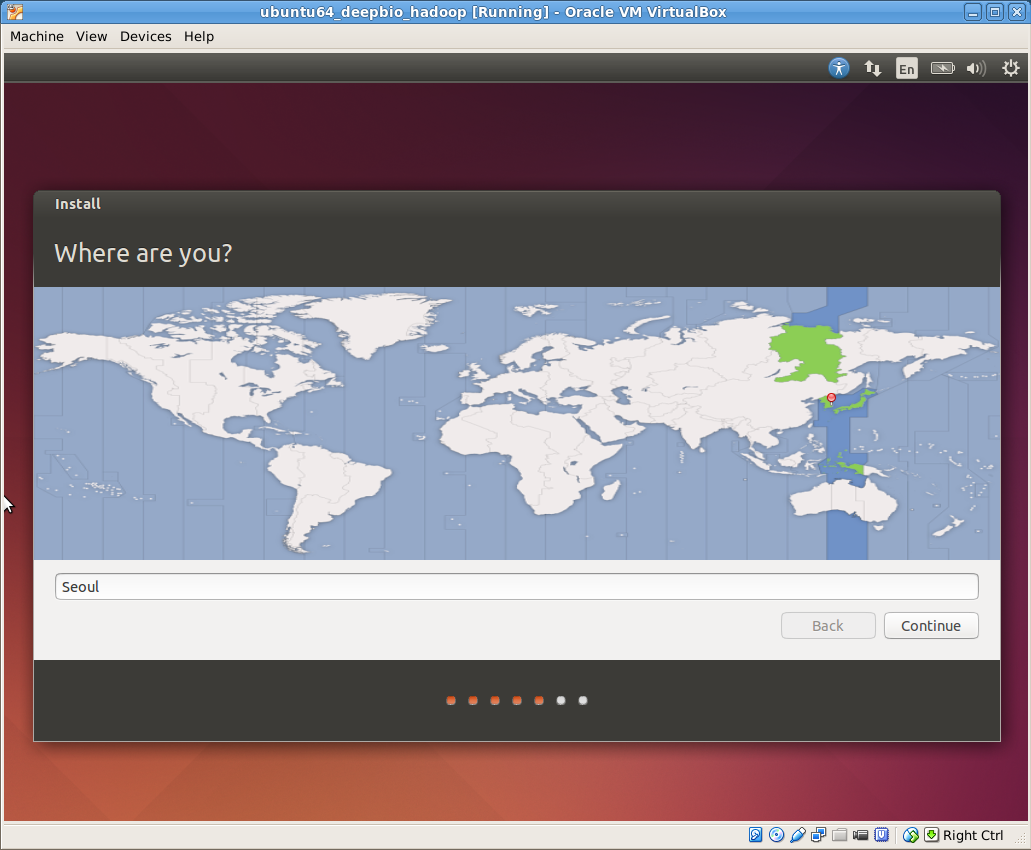 ubuntu64_deepbio_hadoop [Running] - Oracle VM VirtualBox
Machine View Devices Help
En
Install
Where are you?
Seoul
Back Continue
Right Ctrl